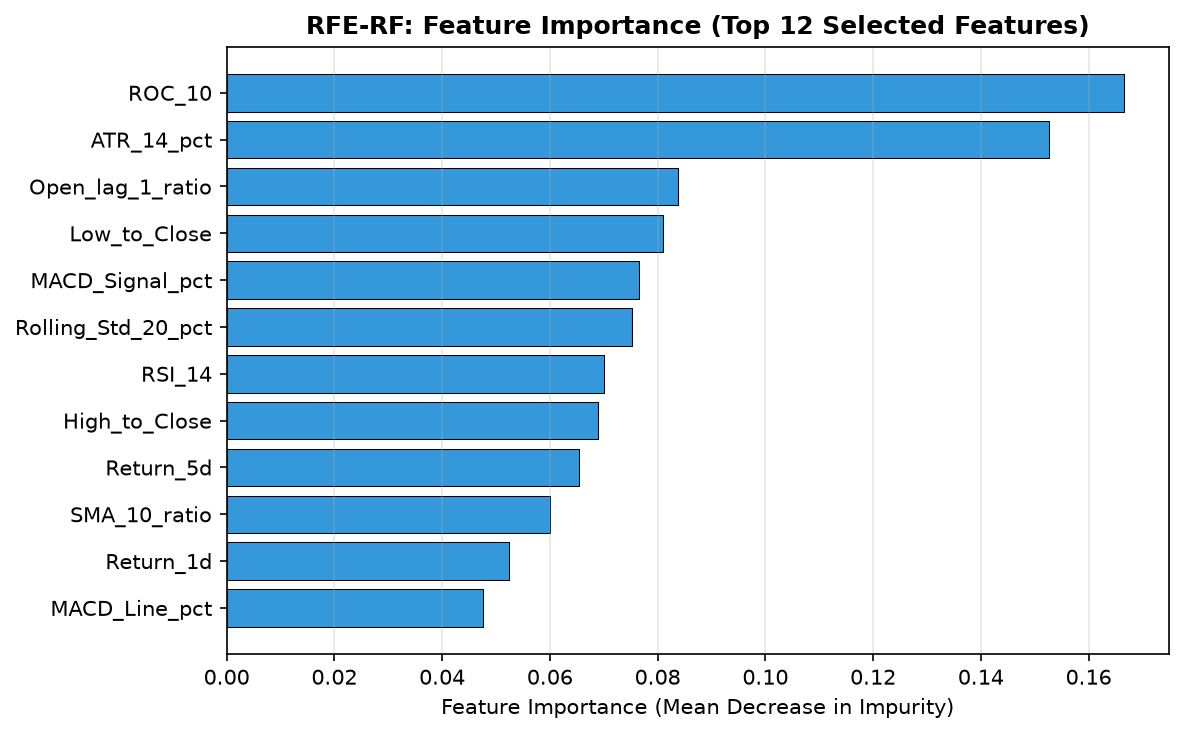 RFE-RF: Feature Importance (Top 12 Selected Features)
ROC_10
ATR_14_pct
Open_lag_1_ratio
Low_to_Close
MACD_Signal_pct
Rolling_Std_20_pct
RSI_14
High_to_Close
Return_5d
SMA_10_ratio
Return_1d
MACD_Line_pct
0.00 0.02 0.04 0.06 0.08 0.10 0.12 0.14 0.16
Feature Importance (Mean Decrease in Impurity)